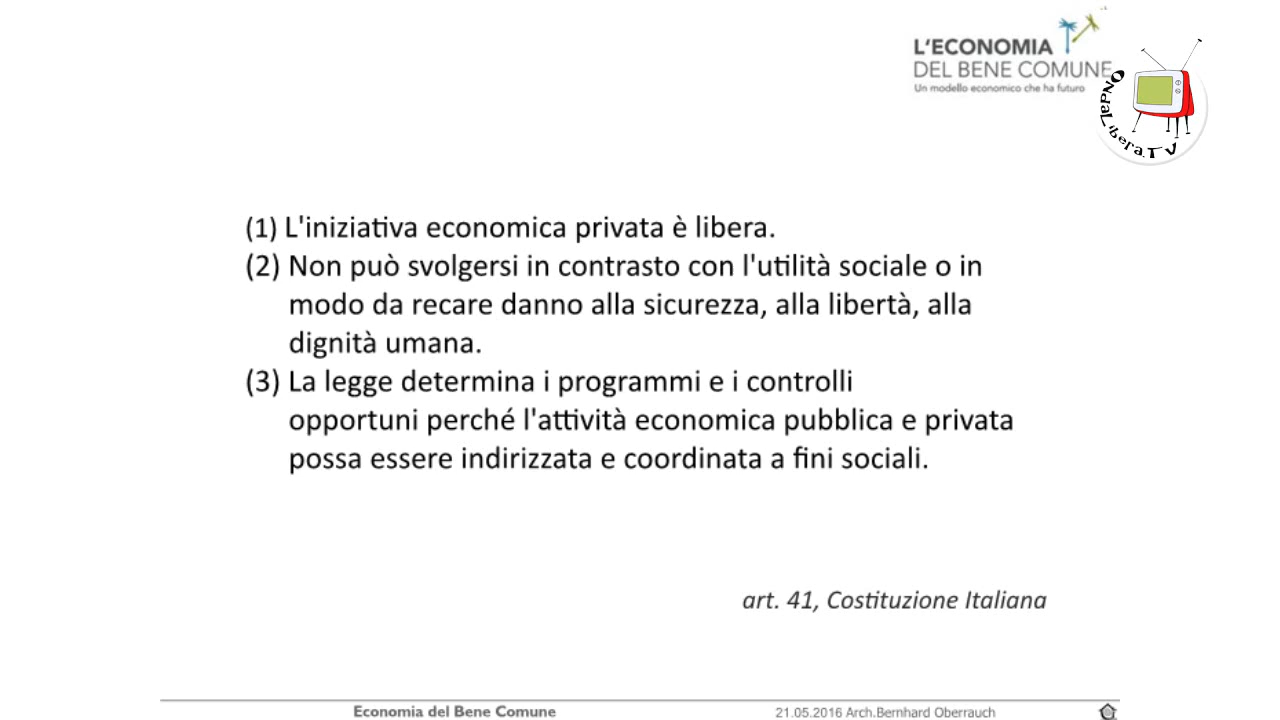 L'ECONOMIA
DEL BENE COMUNE
Un modello economico che ha futuro
OndaLibera.TV
(1) L'iniziativa economica privata è libera.
(2) Non può svolgersi in contrasto con l'utilità sociale o in
modo da recare danno alla sicurezza, alla libertà, alla
dignità umana.
(3) La legge determina i programmi e i controlli
opportuni perché l'attività economica pubblica e privata
possa essere indirizzata e coordinata a fini sociali.
art. 41, Costituzione Italiana
Economia del Bene Comune
21.05.2016 Arch.Bernhard Oberrauch